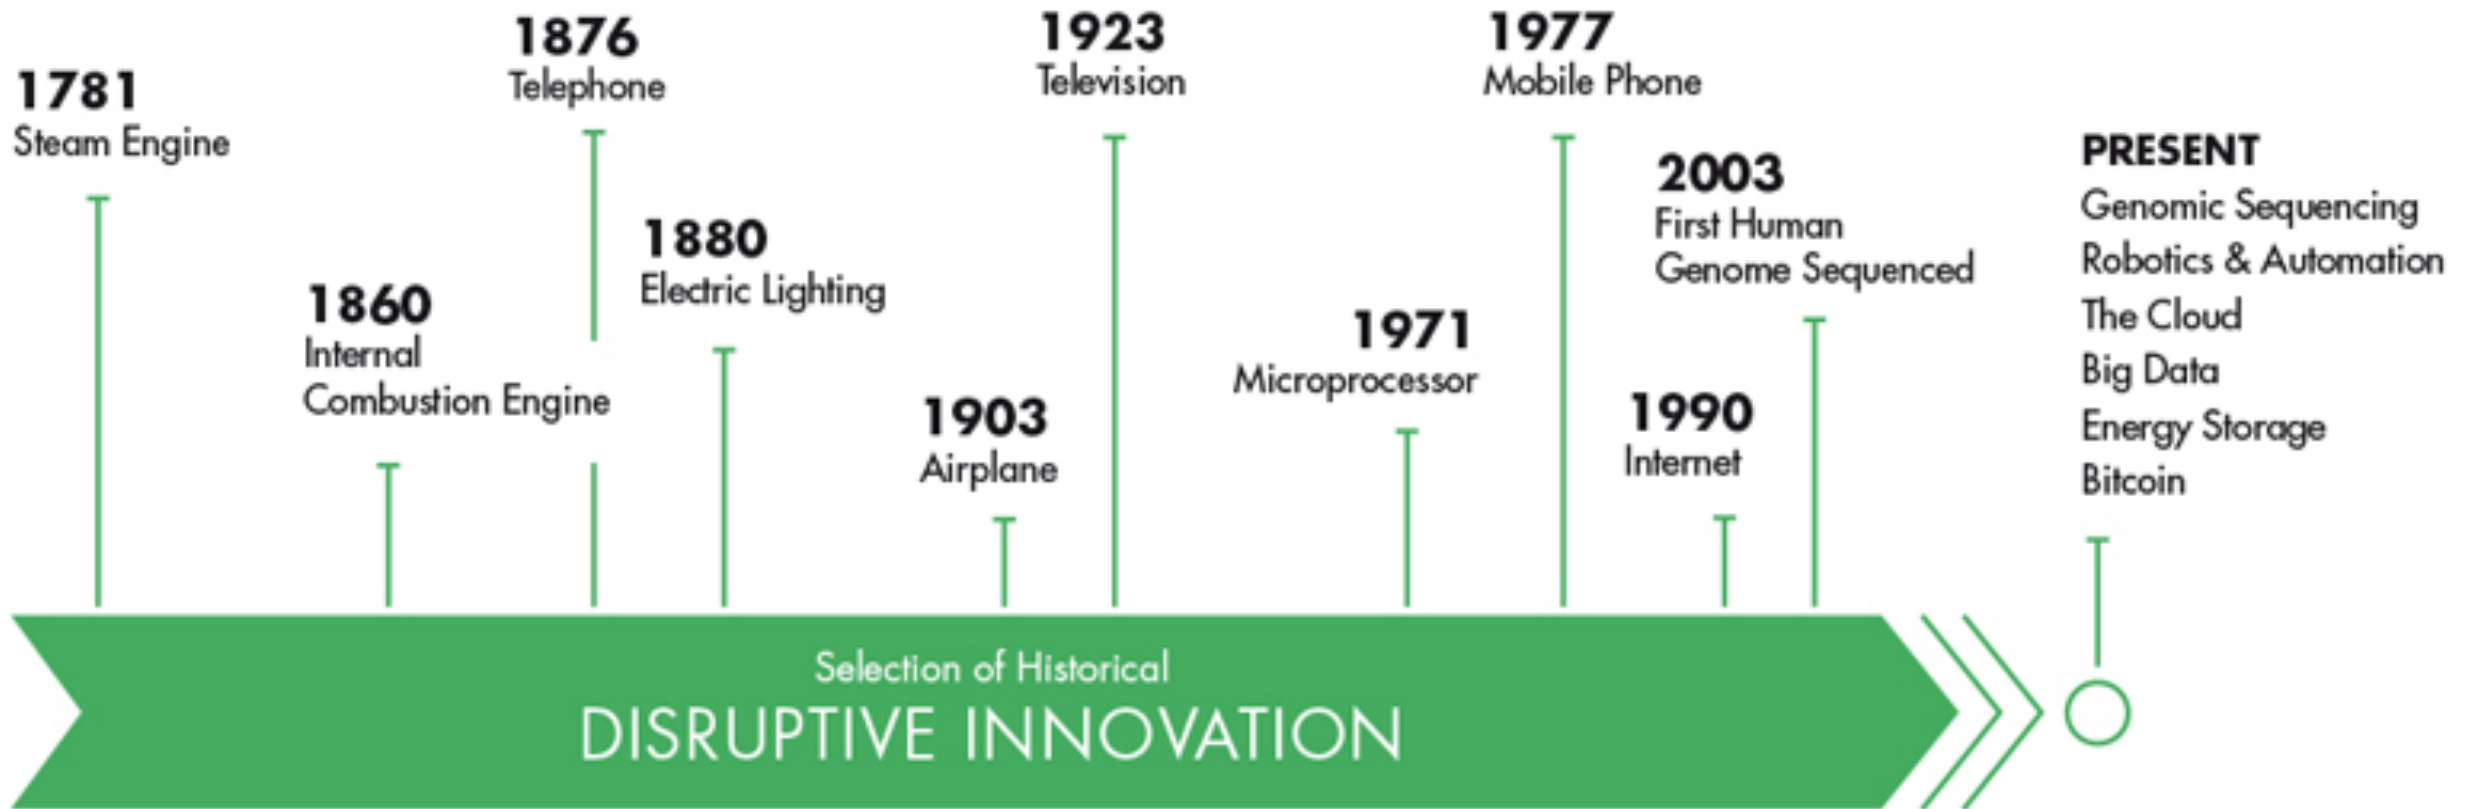 1781
Steam Engine
1860
Internal
Combustion Engine
1876
Telephone
1880
Electric Lighting
1903
Airplane
1923
Television
1971
Microprocessor
1977
Mobile Phone
1990
Internet
2003
First Human
Genome Sequenced
PRESENT
Genomic Sequencing
Robotics & Automation
The Cloud
Big Data
Energy Storage
Bitcoin
Selection of Historical
DISRUPTIVE INNOVATION